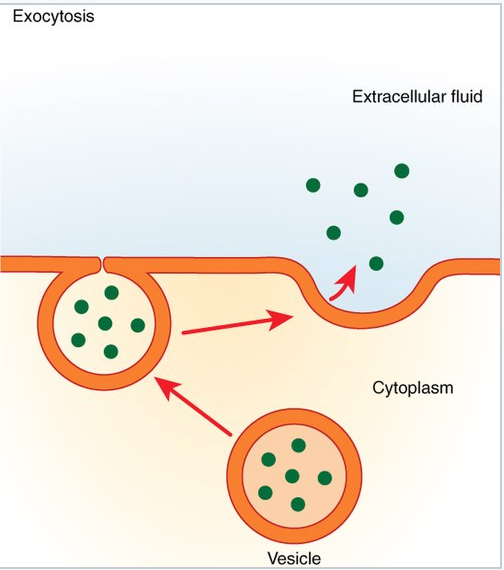 Exocytosis
Extracellular fluid
Cytoplasm
Vesicle